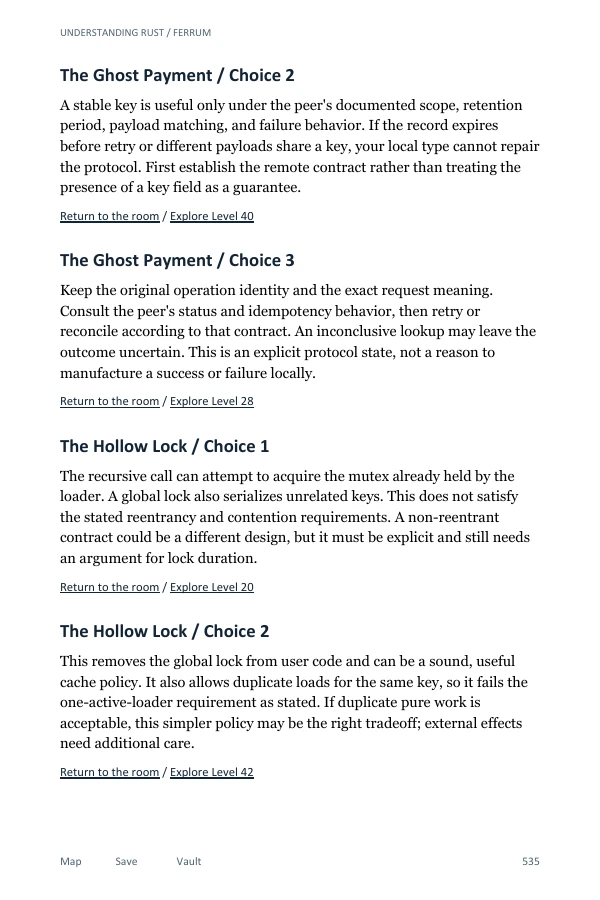 UNDERSTANDING RUST / FERRUM
The Ghost Payment / Choice 2
A stable key is useful only under the peer's documented scope, retention
period, payload matching, and failure behavior. If the record expires
before retry or different payloads share a key, your local type cannot repair
the protocol. First establish the remote contract rather than treating the
presence of a key field as a guarantee.
Return to the room / Explore Level 40
The Ghost Payment / Choice 3
Keep the original operation identity and the exact request meaning.
Consult the peer's status and idempotency behavior, then retry or
reconcile according to that contract. An inconclusive lookup may leave the
outcome uncertain. This is an explicit protocol state, not a reason to
manufacture a success or failure locally.
Return to the room / Explore Level 28
The Hollow Lock / Choice 1
The recursive call can attempt to acquire the mutex already held by the
loader. A global lock also serializes unrelated keys. This does not satisfy
the stated reentrancy and contention requirements. A non-reentrant
contract could be a different design, but it must be explicit and still needs
an argument for lock duration.
Return to the room / Explore Level 20
The Hollow Lock / Choice 2
This removes the global lock from user code and can be a sound, useful
cache policy. It also allows duplicate loads for the same key, so it fails the
one-active-loader requirement as stated. If duplicate pure work is
acceptable, this simpler policy may be the right tradeoff; external effects
need additional care.
Return to the room / Explore Level 42
Map Save Vault 535